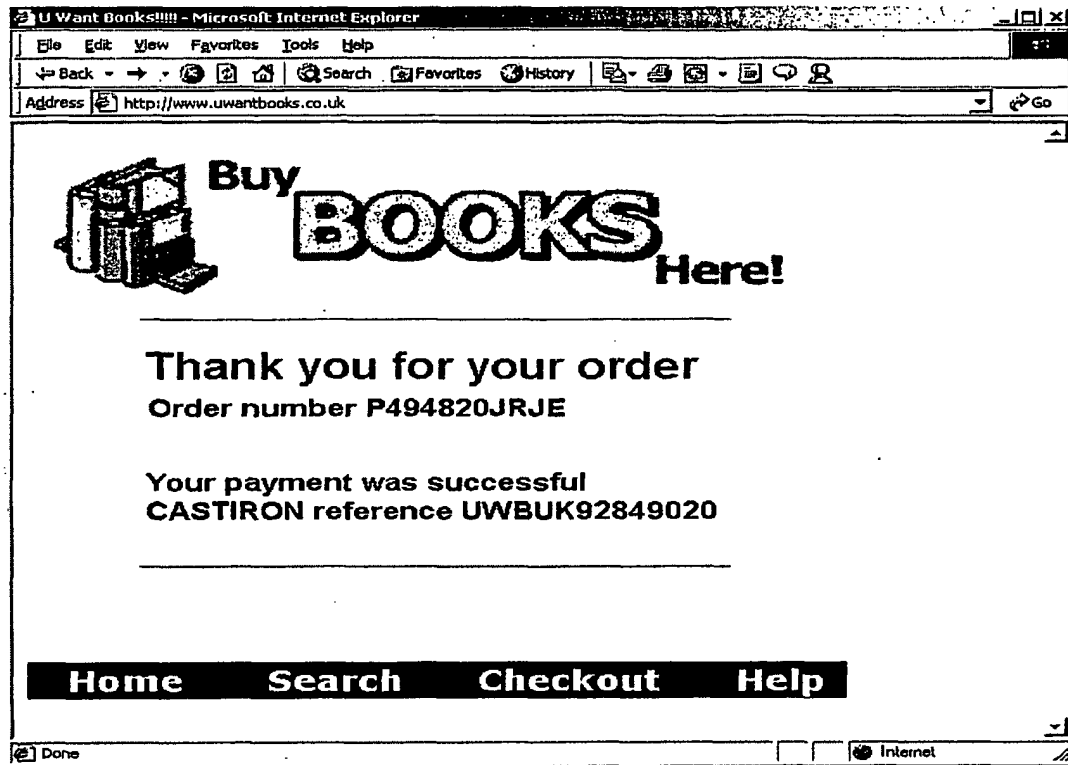 U Want Books!!!!! - Microsoft Internet Explorer
File Edit View Favorites Tools Help
Back Search Favorites History
Address http://www.uwantbooks.co.uk Go
Buy
BOOKS
Here!
Thank you for your order
Order number P494820JRJE
Your payment was successful
CASTIRON reference UWBUK92849020
Home Search Checkout Help
Done Internet